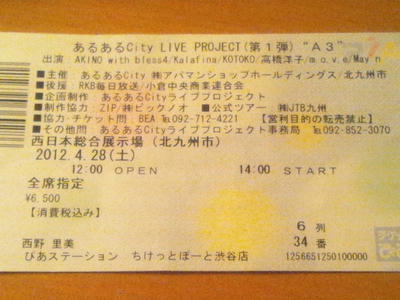 あるあるCity LIVE PROJECT(第1弾) "A3"
出演：AKINO with bless4/Kalafina/KOTOKO/高橋洋子/m.o.v.e/May'n
■主催：あるあるCity ㈱アパマンショップホールディングス/北九州市
■後援：RKB毎日放送/小倉中央商業連合会
■企画制作：あるあるCityライブプロジェクト
■協力：ZIP/㈱ビックノオ ■公式ツアー：㈱JTB九州
■協力・チケット問 BEA ℡092-712-4221 【営利目的の転売禁止】
■その他問 あるあるCityライブプロジェクト事務局 ℡092-852-3070
西日本総合展示場（北九州市）
2012.4.28(土)
12:00 OPEN 14:00 START
全席指定
¥6,500
【消費税込み】
6 列
34 番
西野 里美
ぴあステーション ちけっとぽーと渋谷店
1256651250100000